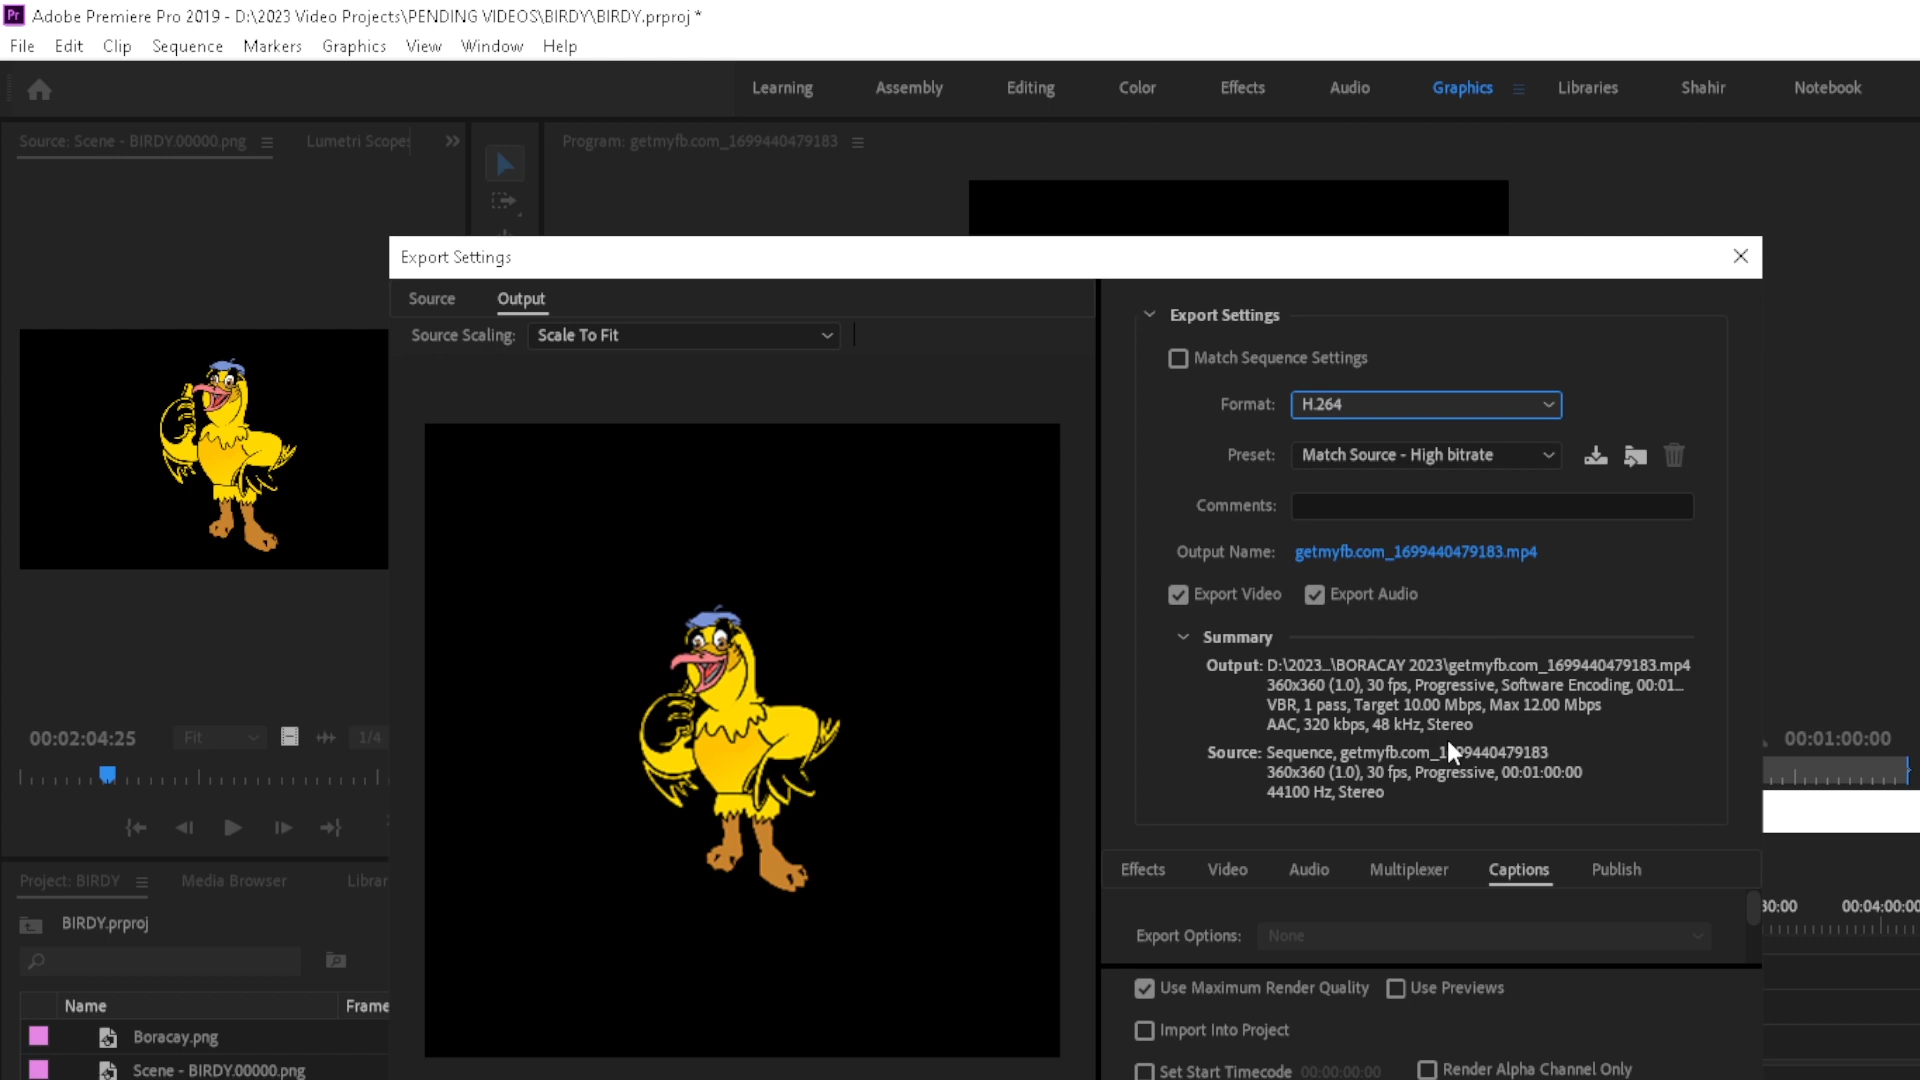 Pr Adobe Premiere Pro 2019 - D:\2023 Video Projects\PENDING VIDEOS\BIRDY\BIRDY.prproj *
File Edit Clip Sequence Markers Graphics View Window Help
Learning Assembly Editing Color Effects Audio Graphics Libraries Shahir Notebook
Source: Scene - BIRDY.00000.png Lumetri Scopes Program: getmyfb.com_1699440479183
Export Settings
Source Output
Source Scaling: Scale To Fit
Export Settings
Match Sequence Settings
Format: H.264
Preset: Match Source - High bitrate
Comments:
Output Name: getmyfb.com_1699440479183.mp4
Export Video Export Audio
Summary
Output: D:\2023_\BORACAY 2023\getmyfb.com_1699440479183.mp4
360x360 (1.0), 30 fps, Progressive, Software Encoding, 00:01...
VBR, 1 pass, Target 10.00 Mbps, Max 12.00 Mbps
AAC, 320 kbps, 48 kHz, Stereo
Source: Sequence, getmyfb.com_1699440479183
360x360 (1.0), 30 fps, Progressive, 00:01:00:00
44100 Hz, Stereo
00:02:04:25 Fit 1/4
00:01:00:00
Effects Video Audio Multiplexer Captions Publish
Export Options: None
Use Maximum Render Quality Use Previews
Import Into Project
Set Start Timecode 00:00:00:00 Render Alpha Channel Only
Project: BIRDY Media Browser Librar
BIRDY.prproj
Name Frame
Boracay.png
Scene - BIRDY.00000.png
30:00 00:04:00:00